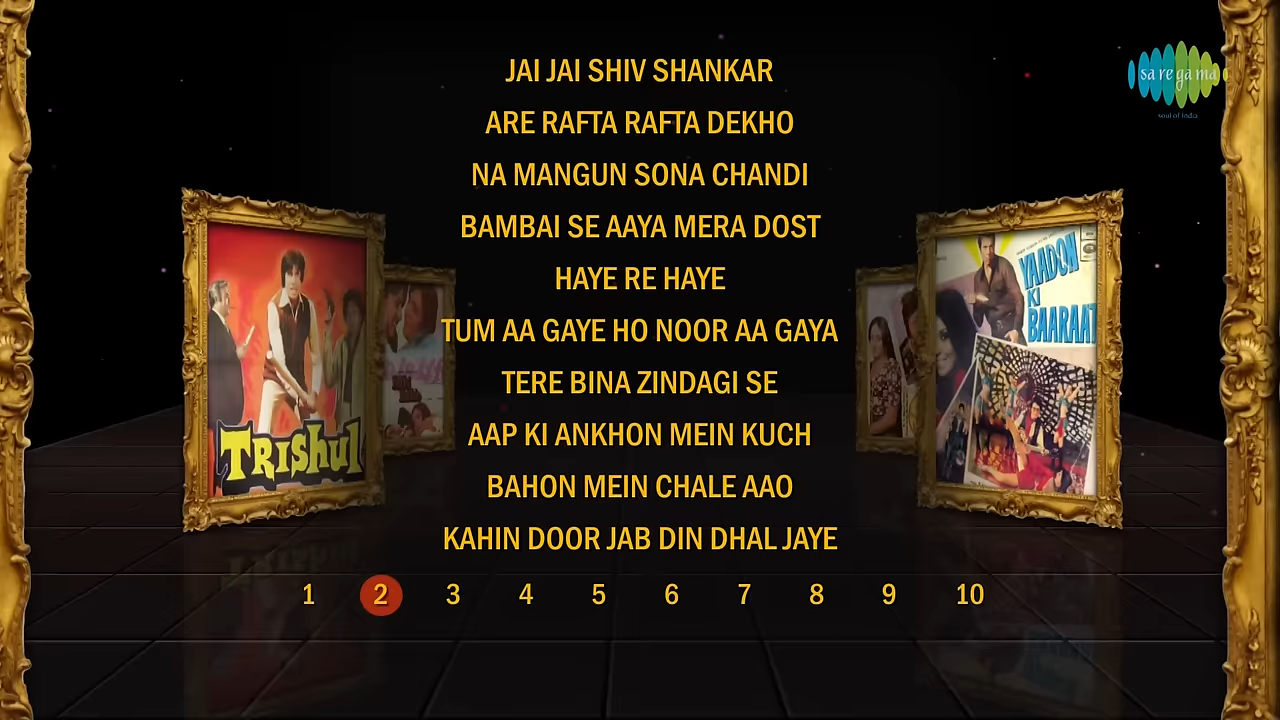 JAI JAI SHIV SHANKAR
ARE RAFTA RAFTA DEKHO
NA MANGUN SONA CHANDI
BAMBAI SE AAYA MERA DOST
HAYE RE HAYE
TUM AA GAYE HO NOOR AA GAYA
TERE BINA ZINDAGI SE
AAP KI ANKHON MEIN KUCH
BAHON MEIN CHALE AAO
KAHIN DOOR JAB DIN DHAL JAYE
1 2 3 4 5 6 7 8 9 10
sa re ga ma
soul of India
TRISHUL
YAADON
KI
BAARAAT